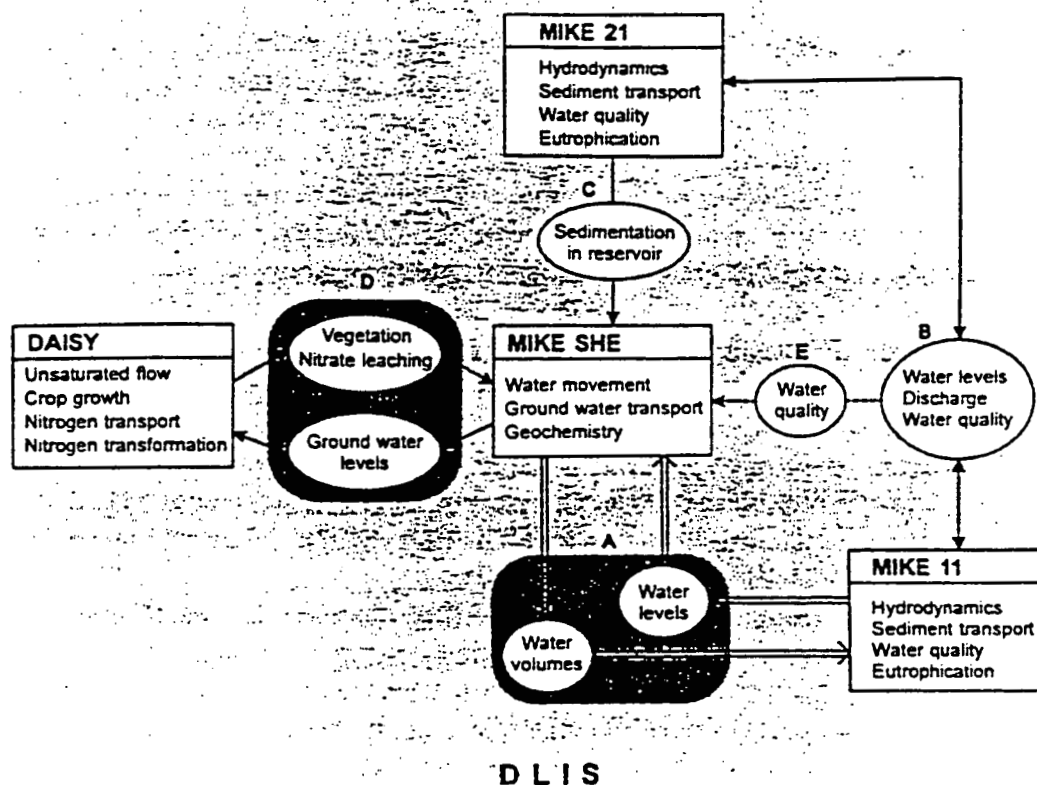 MIKE 21
Hydrodynamics
Sediment transport
Water quality
Eutrophication
C
Sedimentation
in reservoir
D
DAISY
Unsaturated flow
Crop growth
Nitrogen transport
Nitrogen transformation
Vegetation
Nitrate leaching
Ground water
levels
MIKE SHE
Water movement
Ground water transport
Geochemistry
E
Water
quality
B
Water levels
Discharge
Water quality
A
Water
levels
Water
volumes
MIKE 11
Hydrodynamics
Sediment transport
Water quality
Eutrophication
D L I S